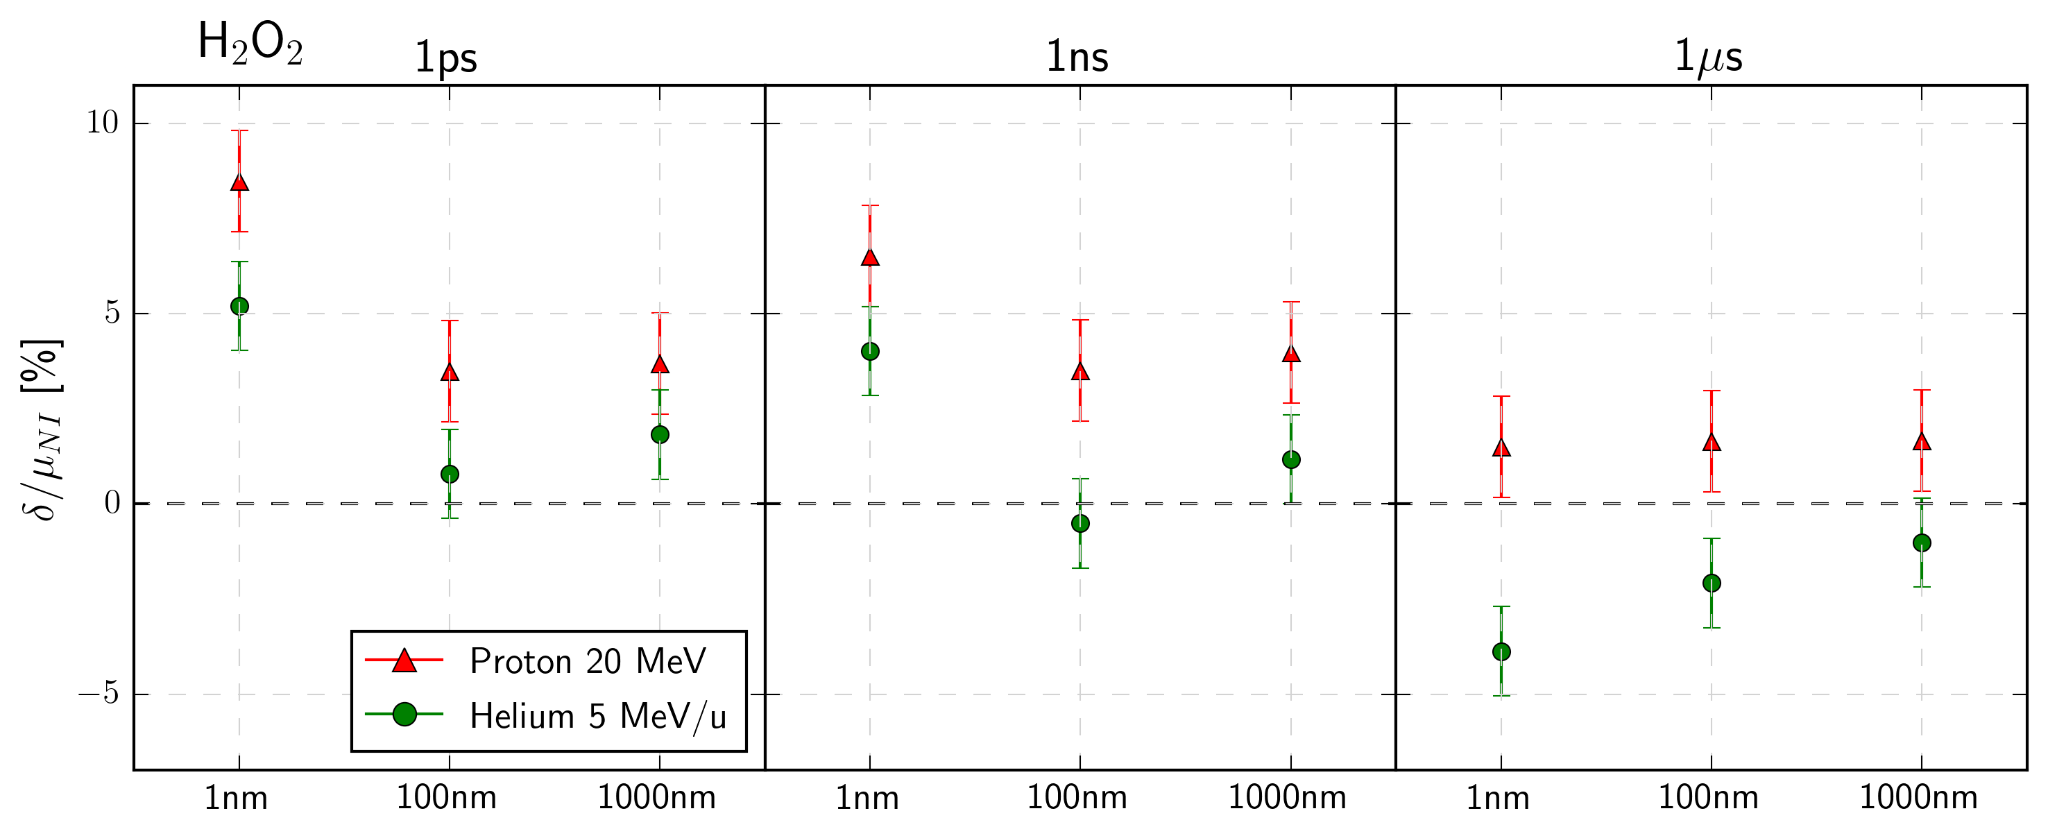 H₂O₂
1ps
1ns
1μs
10
5
0
−5
δ/μ_NI [%]
Proton 20 MeV
Helium 5 MeV/u
1nm 100nm 1000nm 1nm 100nm 1000nm 1nm 100nm 1000nm